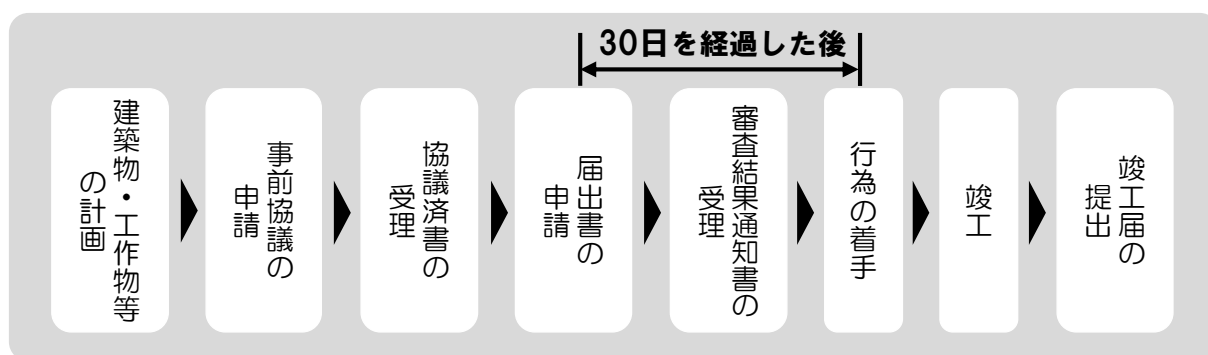 30日を経過した後
建築物・工作物等
の計画
事前協議の
申請
協議済書の
受理
届出書の
申請
審査結果通知書の
受理
行為の着手
竣工
竣工届の
提出